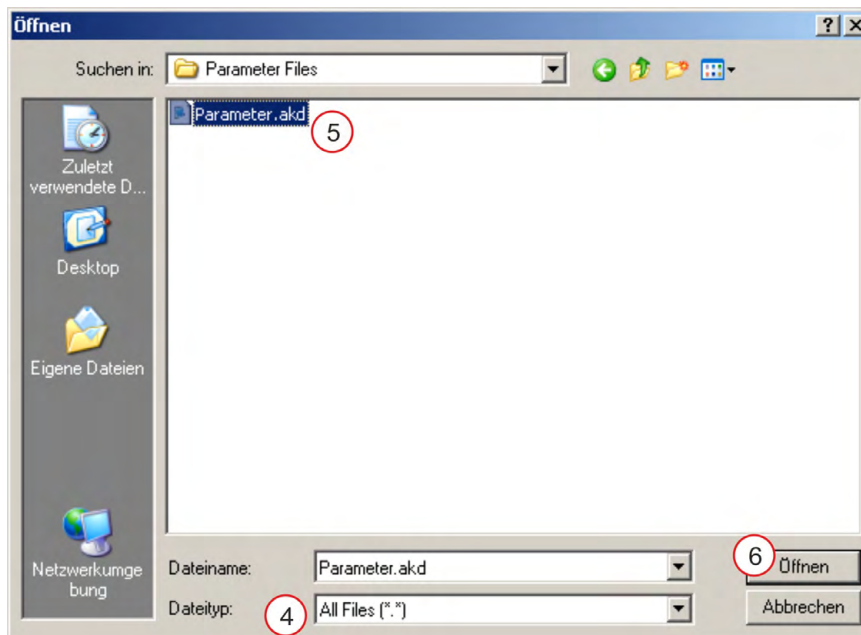 Öffnen
Suchen in: Parameter Files
Parameter.akd
5
Zuletzt
verwendete D...
Desktop
Eigene Dateien
Netzwerkumge
bung
Dateiname: Parameter.akd
6 Öffnen
Dateityp: 4 All Files (*.*)
Abbrechen